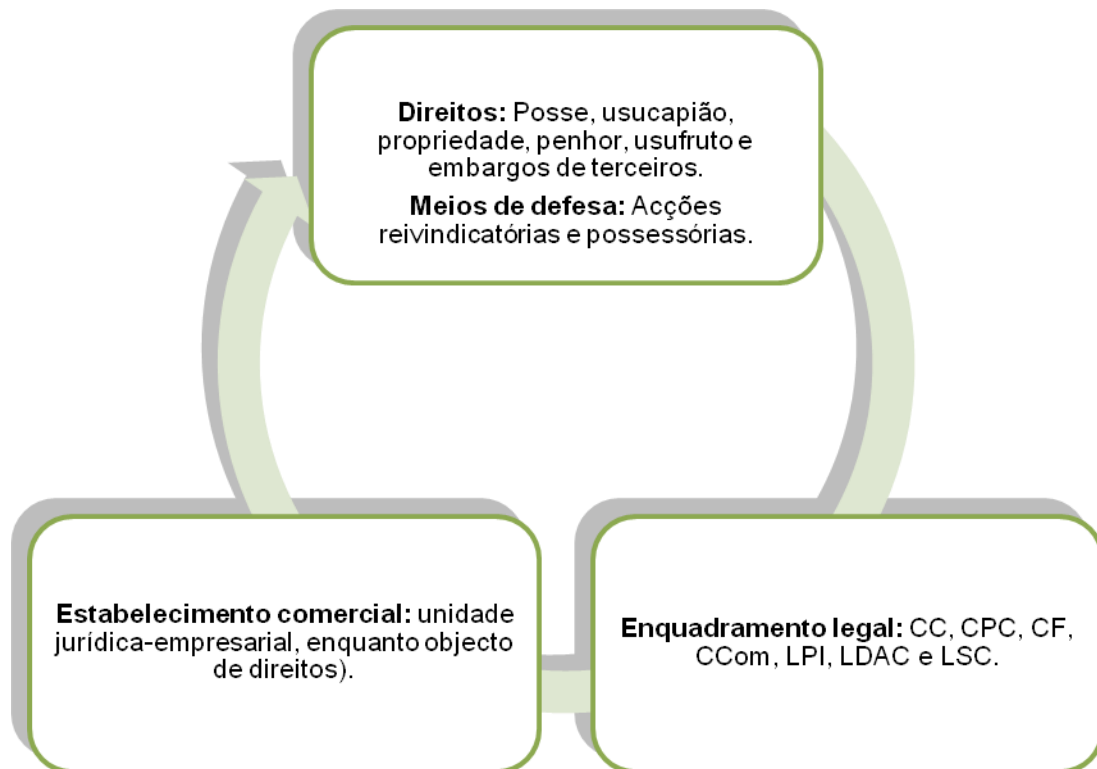 Direitos: Posse, usucapião,
propriedade, penhor, usufruto e
embargos de terceiros.
Meios de defesa: Acções
reivindicatórias e possessórias.
Estabelecimento comercial: unidade
jurídica-empresarial, enquanto objecto
de direitos).
Enquadramento legal: CC, CPC, CF,
CCom, LPI, LDAC e LSC.